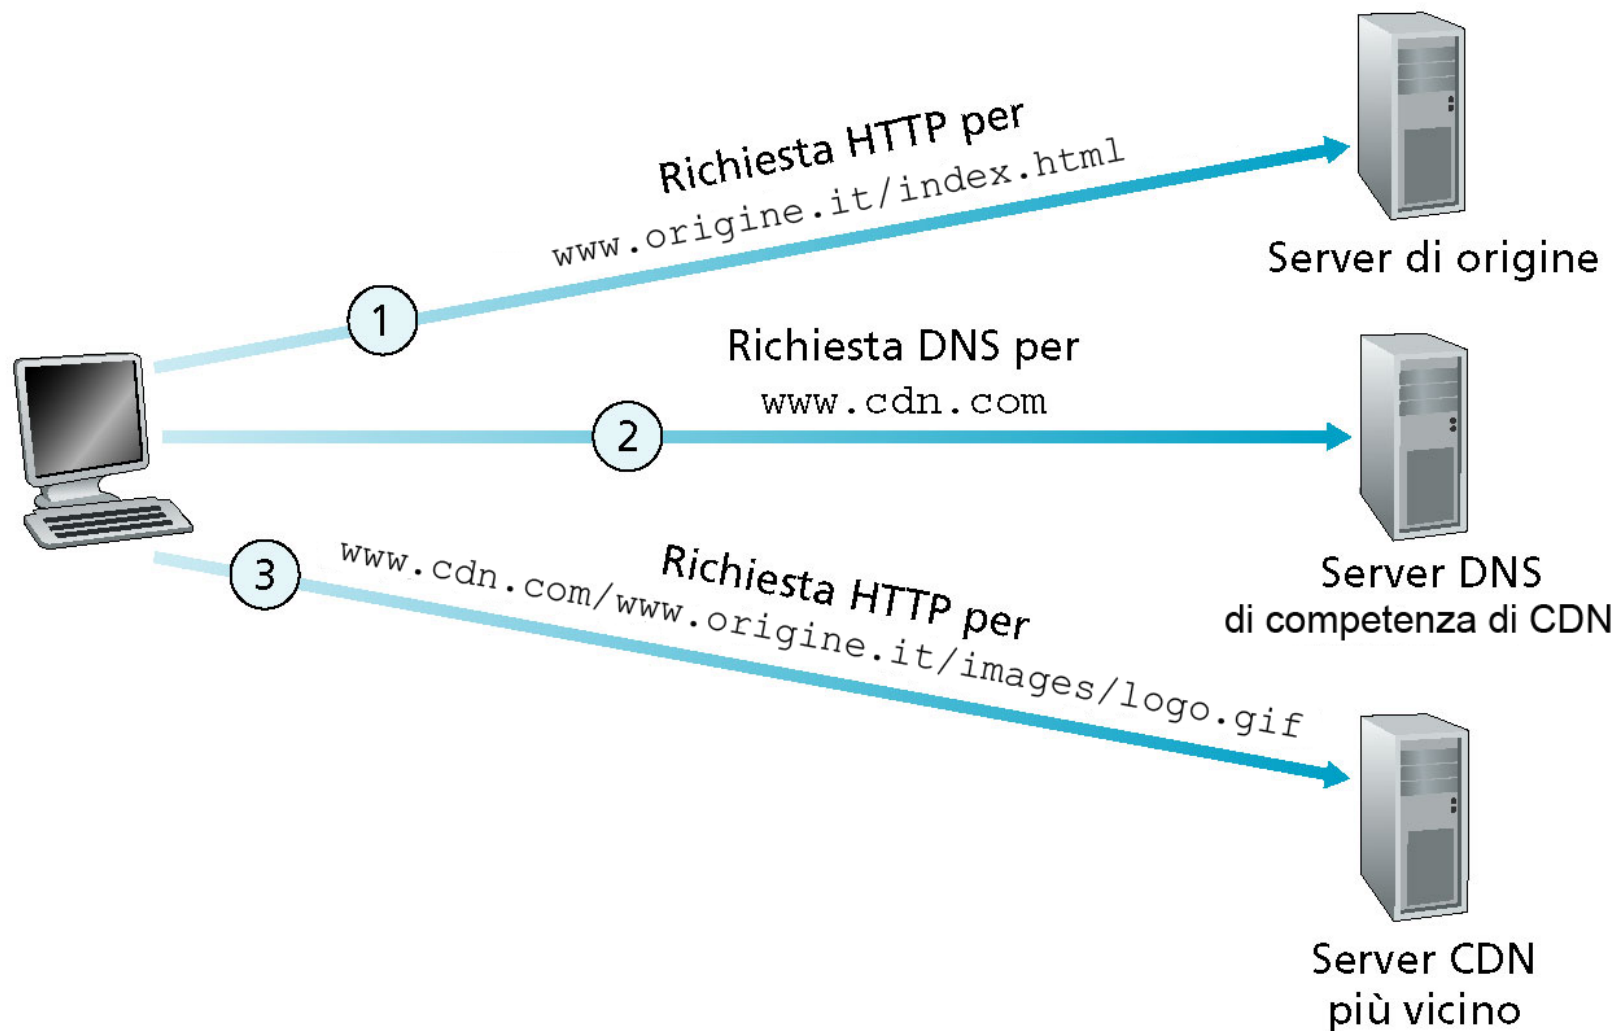 Richiesta HTTP per
www.origine.it/index.html
Server di origine
1
Richiesta DNS per
www.cdn.com
2
Server DNS
di competenza di CDN
3
Richiesta HTTP per
www.cdn.com/www.origine.it/images/logo.gif
Server CDN
più vicino